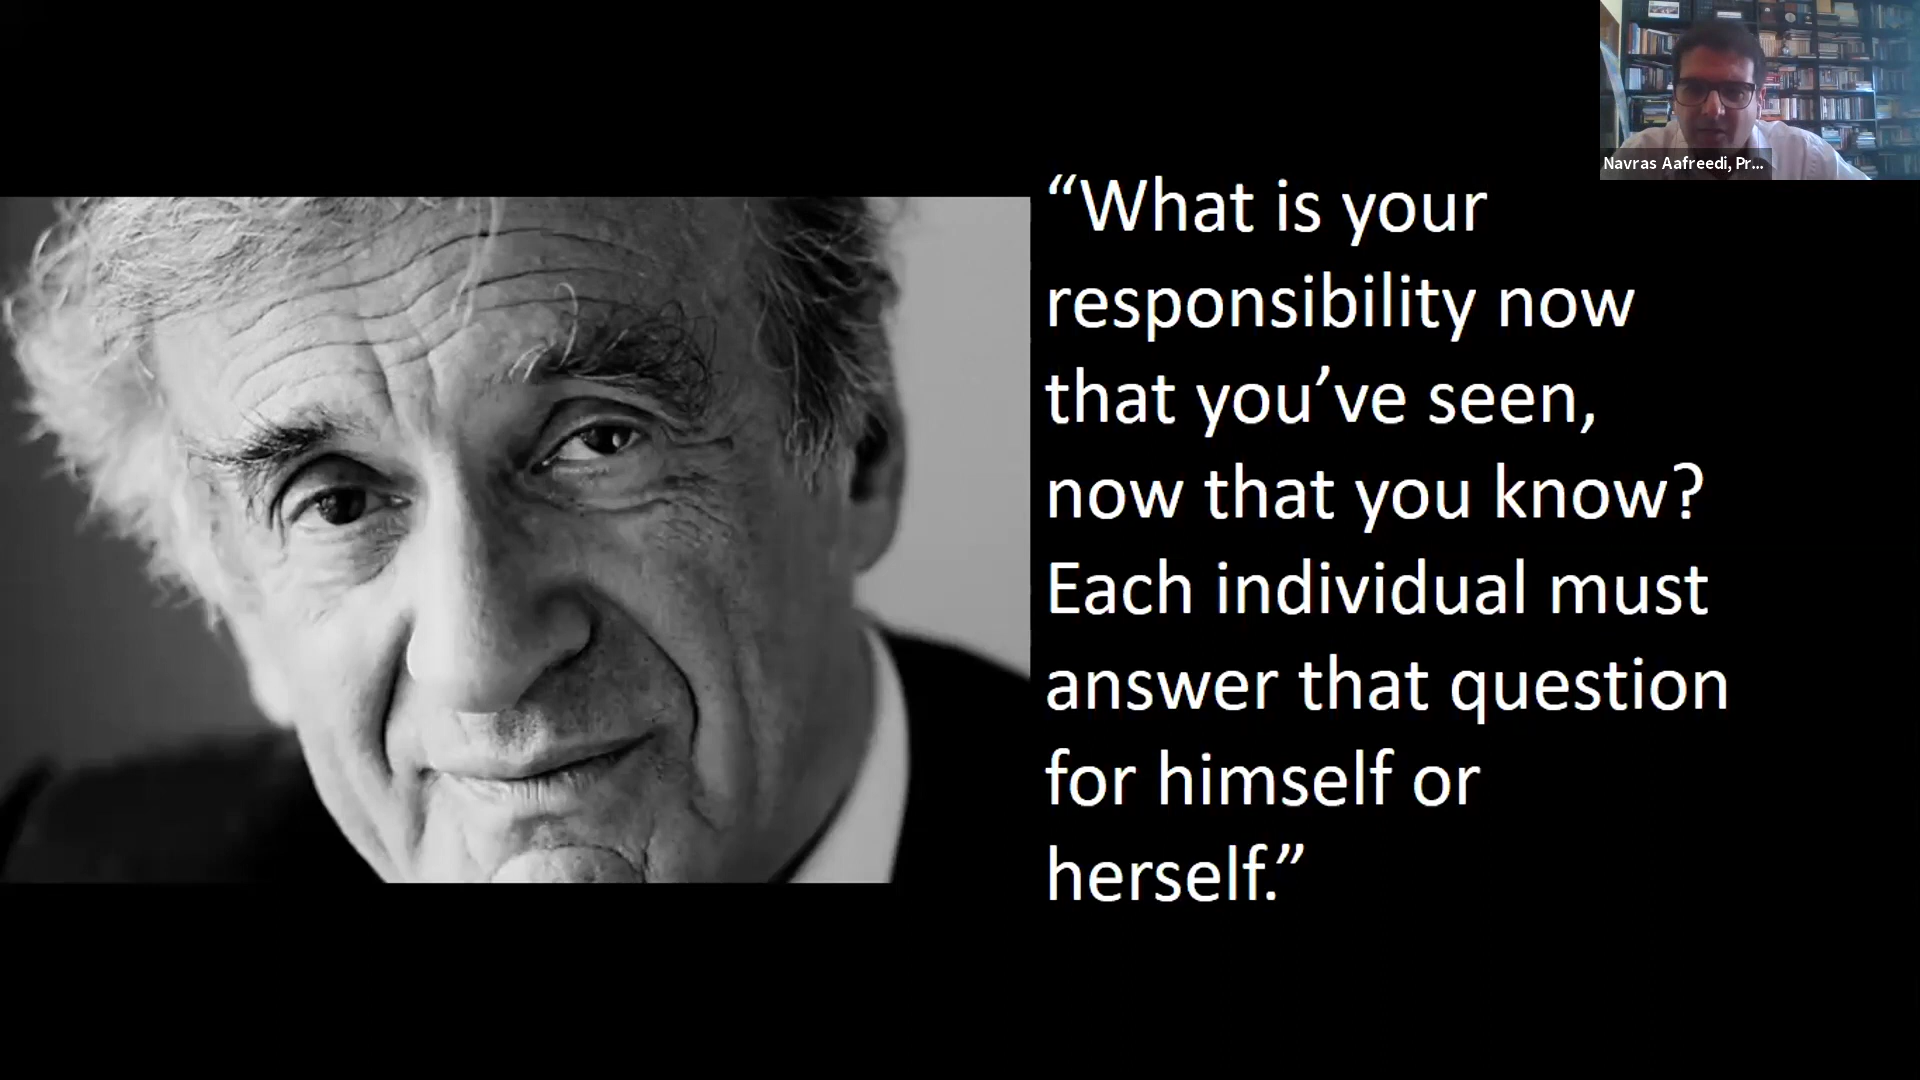 Navras Aafreedi, Pr...
“What is your
responsibility now
that you’ve seen,
now that you know?
Each individual must
answer that question
for himself or
herself.”